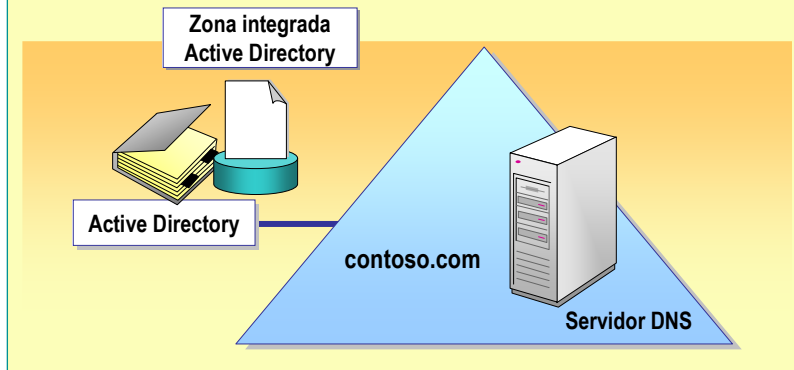 Zona integrada
Active Directory
Active Directory
contoso.com
Servidor DNS